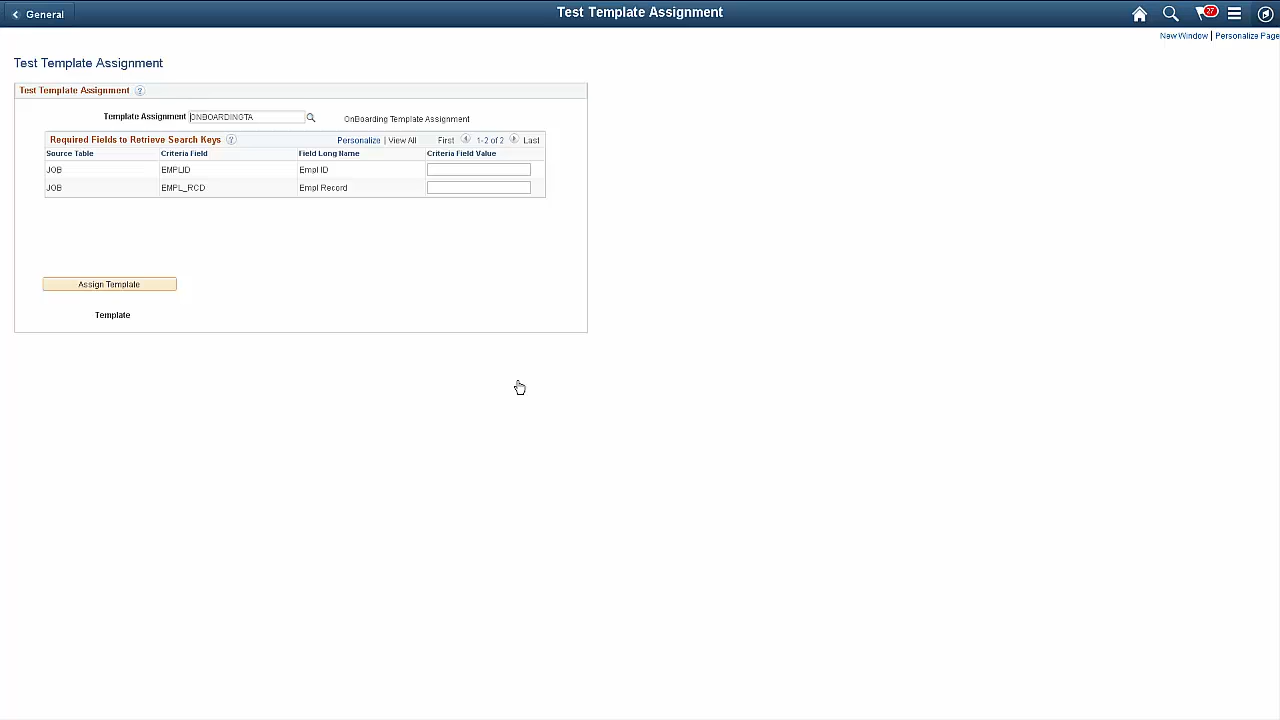 General
Test Template Assignment
27
New Window | Personalize Page
Test Template Assignment
Test Template Assignment ?
Template Assignment ONBOARDINGTA OnBoarding Template Assignment
Required Fields to Retrieve Search Keys ? Personalize | View All First 1-2 of 2 Last
Source Table Criteria Field Field Long Name Criteria Field Value
JOB EMPLID Empl ID
JOB EMPL_RCD Empl Record
Assign Template
Template